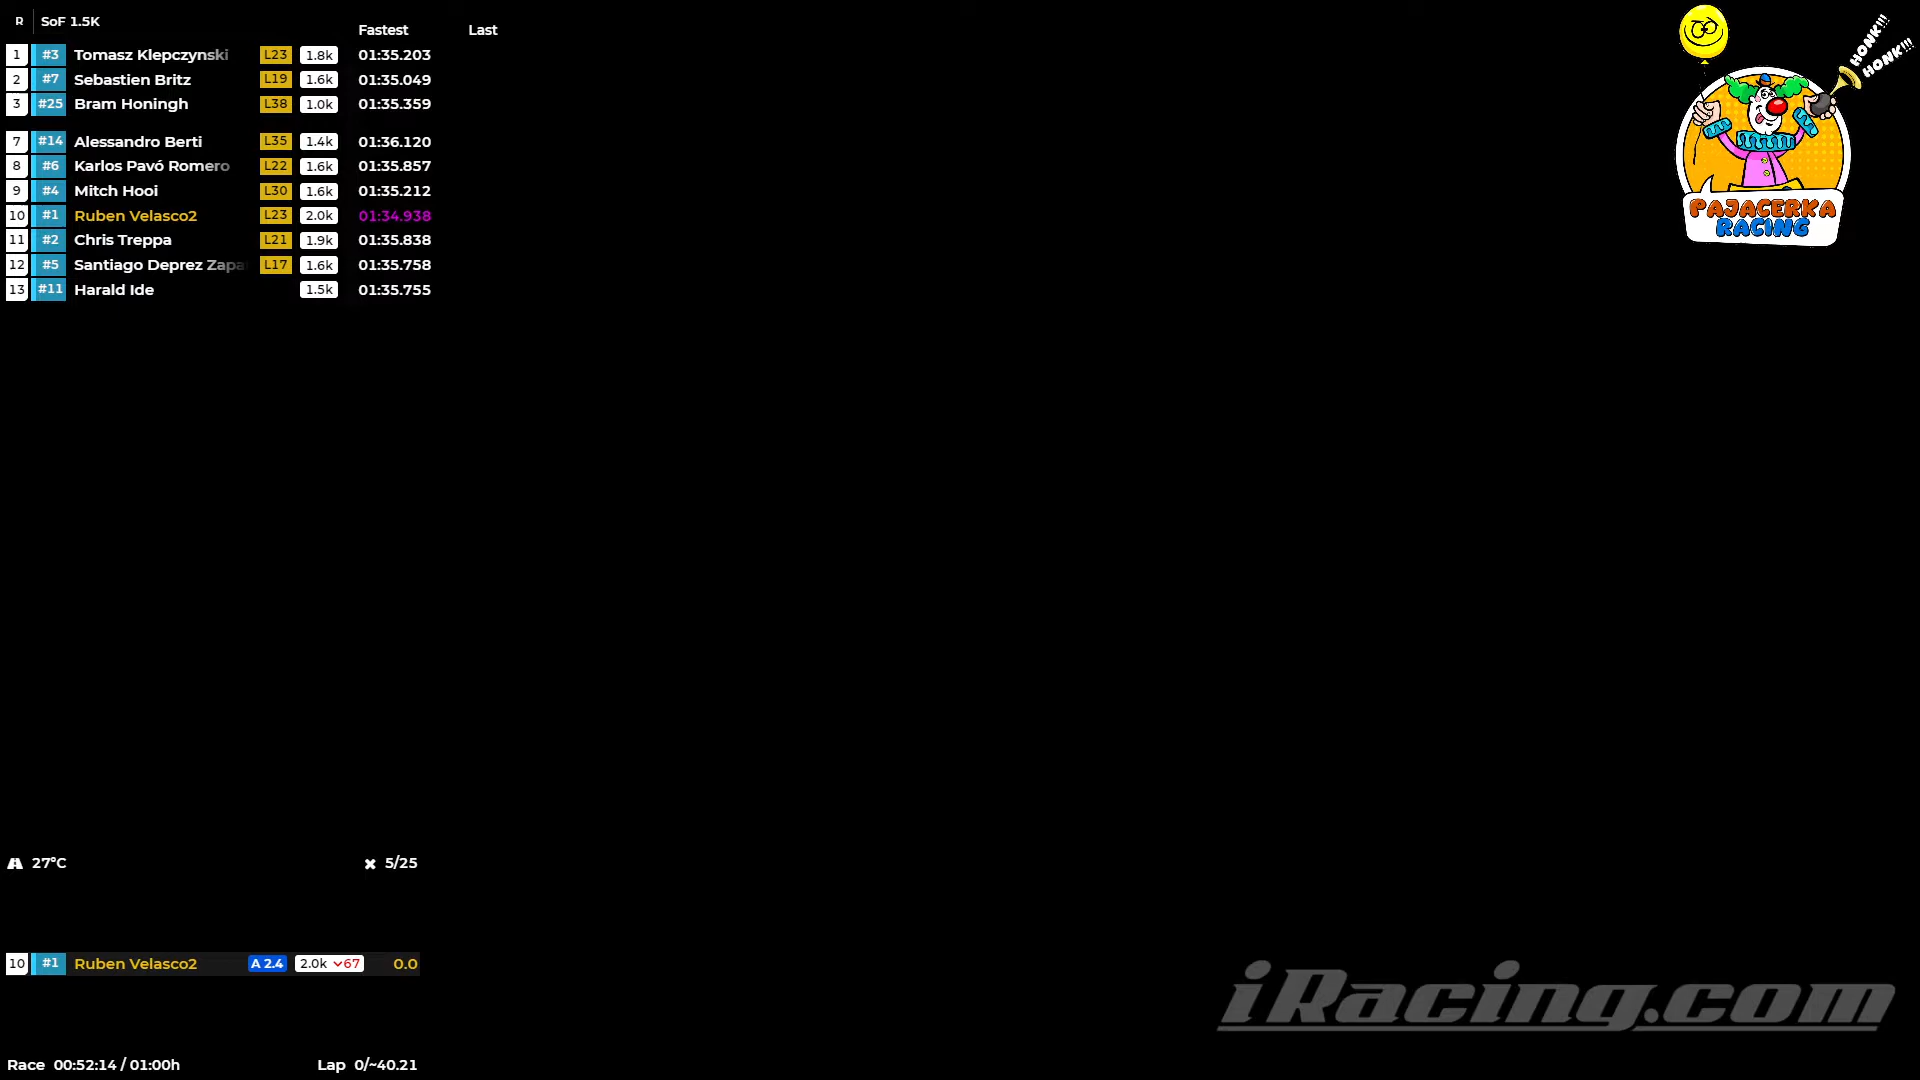 R SoF 1.5K
Fastest Last
1 #3 Tomasz Klepczynski L23 1.8k 01:35.203
2 #7 Sebastien Britz L19 1.6k 01:35.049
3 #25 Bram Honingh L38 1.0k 01:35.359
7 #14 Alessandro Berti L35 1.4k 01:36.120
8 #6 Karlos Pavó Romero L22 1.6k 01:35.857
9 #4 Mitch Hooi L30 1.6k 01:35.212
10 #1 Ruben Velasco2 L23 2.0k 01:34.938
11 #2 Chris Treppa L21 1.9k 01:35.838
12 #5 Santiago Deprez Zapa L17 1.6k 01:35.758
13 #11 Harald Ide 1.5k 01:35.755
HONK!!!
HONK!!!
PAJACERKA
RACING
27°C 5/25
10 #1 Ruben Velasco2 A 2.4 2.0k 67 0.0
iRacing.com
Race 00:52:14 / 01:00h Lap 0/~40.21